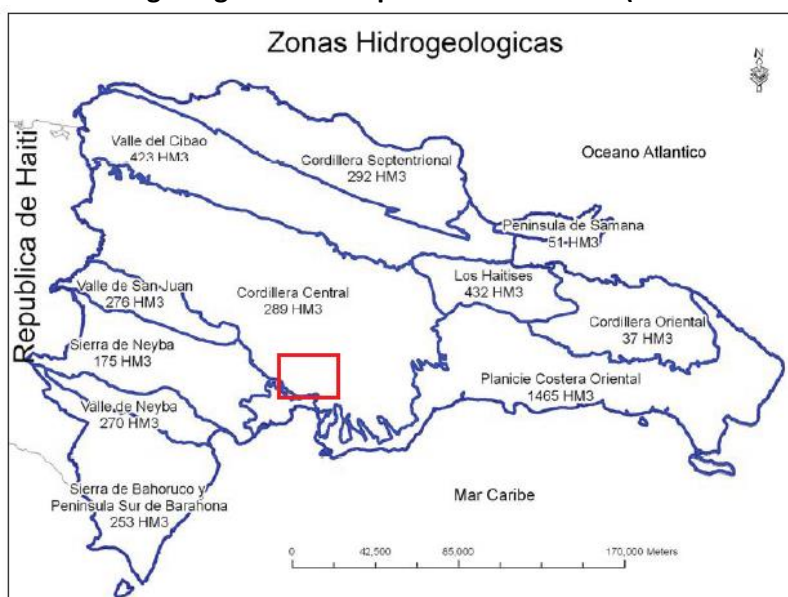 Zonas Hidrogeologicas
N
Valle del Cibao
423 HM3
Cordillera Septentrional
292 HM3
Oceano Atlantico
Republica de Haiti
Peninsula de Samana
51-HM3
Valle de San Juan
276 HM3
Cordillera Central
289 HM3
Los Haitises
432 HM3
Cordillera Oriental
37 HM3
Sierra de Neyba
175 HM3
Planicie Costera Oriental
1465 HM3
Valle de Neyba
270 HM3
Sierra de Bahoruco y
Peninsula Sur de Barahona
253 HM3
Mar Caribe
0 42,500 85,000 170,000 Meters